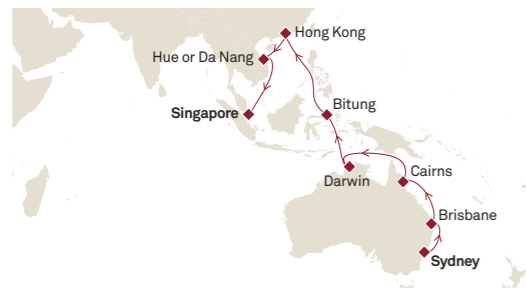 Hong Kong
Hue or Da Nang
Singapore
Bitung
Cairns
Darwin
Brisbane
Sydney